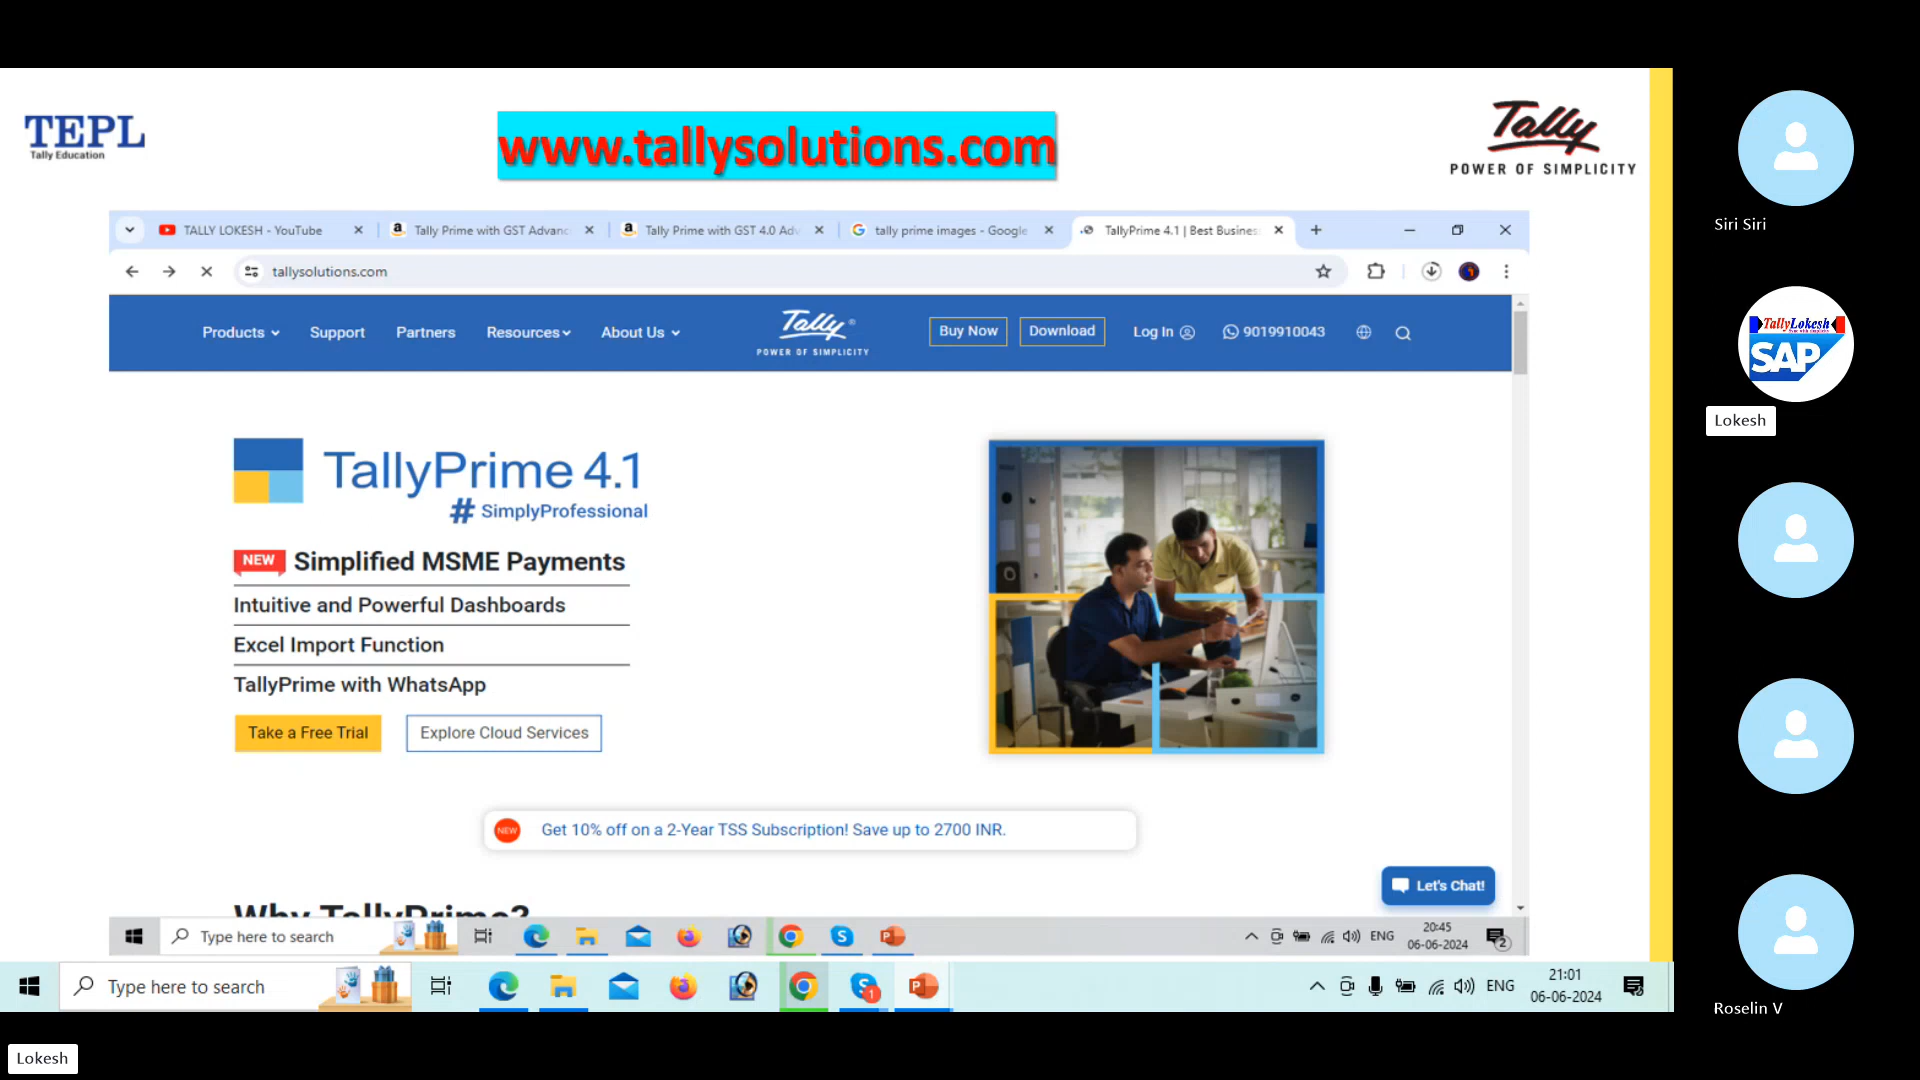 TEPL
Tally Education
www.tallysolutions.com
Tally
POWER OF SIMPLICITY
TALLY LOKESH - YouTube
Tally Prime with GST Advanc
Tally Prime with GST 4.0 Adv
tally prime images - Google
TallyPrime 4.1 | Best Busines
tallysolutions.com
Products
Support
Partners
Resources
About Us
Tally
POWER OF SIMPLICITY
Buy Now
Download
Log In
9019910043
TallyPrime 4.1
# SimplyProfessional
NEW Simplified MSME Payments
Intuitive and Powerful Dashboards
Excel Import Function
TallyPrime with WhatsApp
Take a Free Trial
Explore Cloud Services
NEW Get 10% off on a 2-Year TSS Subscription! Save up to 2700 INR.
Let's Chat!
Why TallyPrime?
Type here to search
ENG
20:45
06-06-2024
2
Type here to search
1
ENG
21:01
06-06-2024
Siri Siri
TallyLokesh
SAP
Lokesh
Roselin V
Lokesh